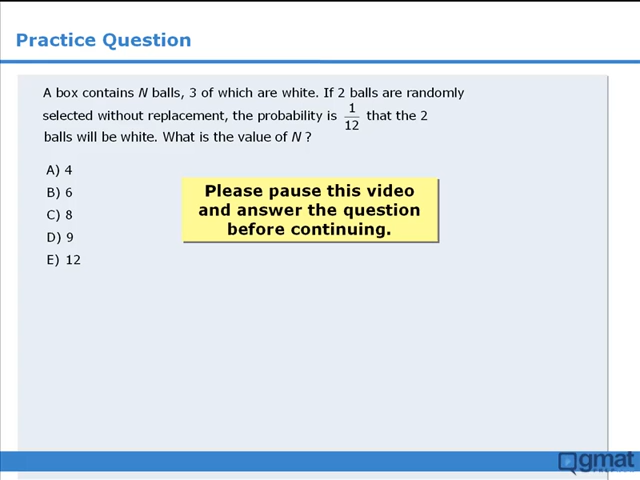 Practice Question
A box contains N balls, 3 of which are white. If 2 balls are randomly
selected without replacement, the probability is 1/12 that the 2
balls will be white. What is the value of N ?
A) 4
B) 6
C) 8
D) 9
E) 12
Please pause this video
and answer the question
before continuing.
gmat